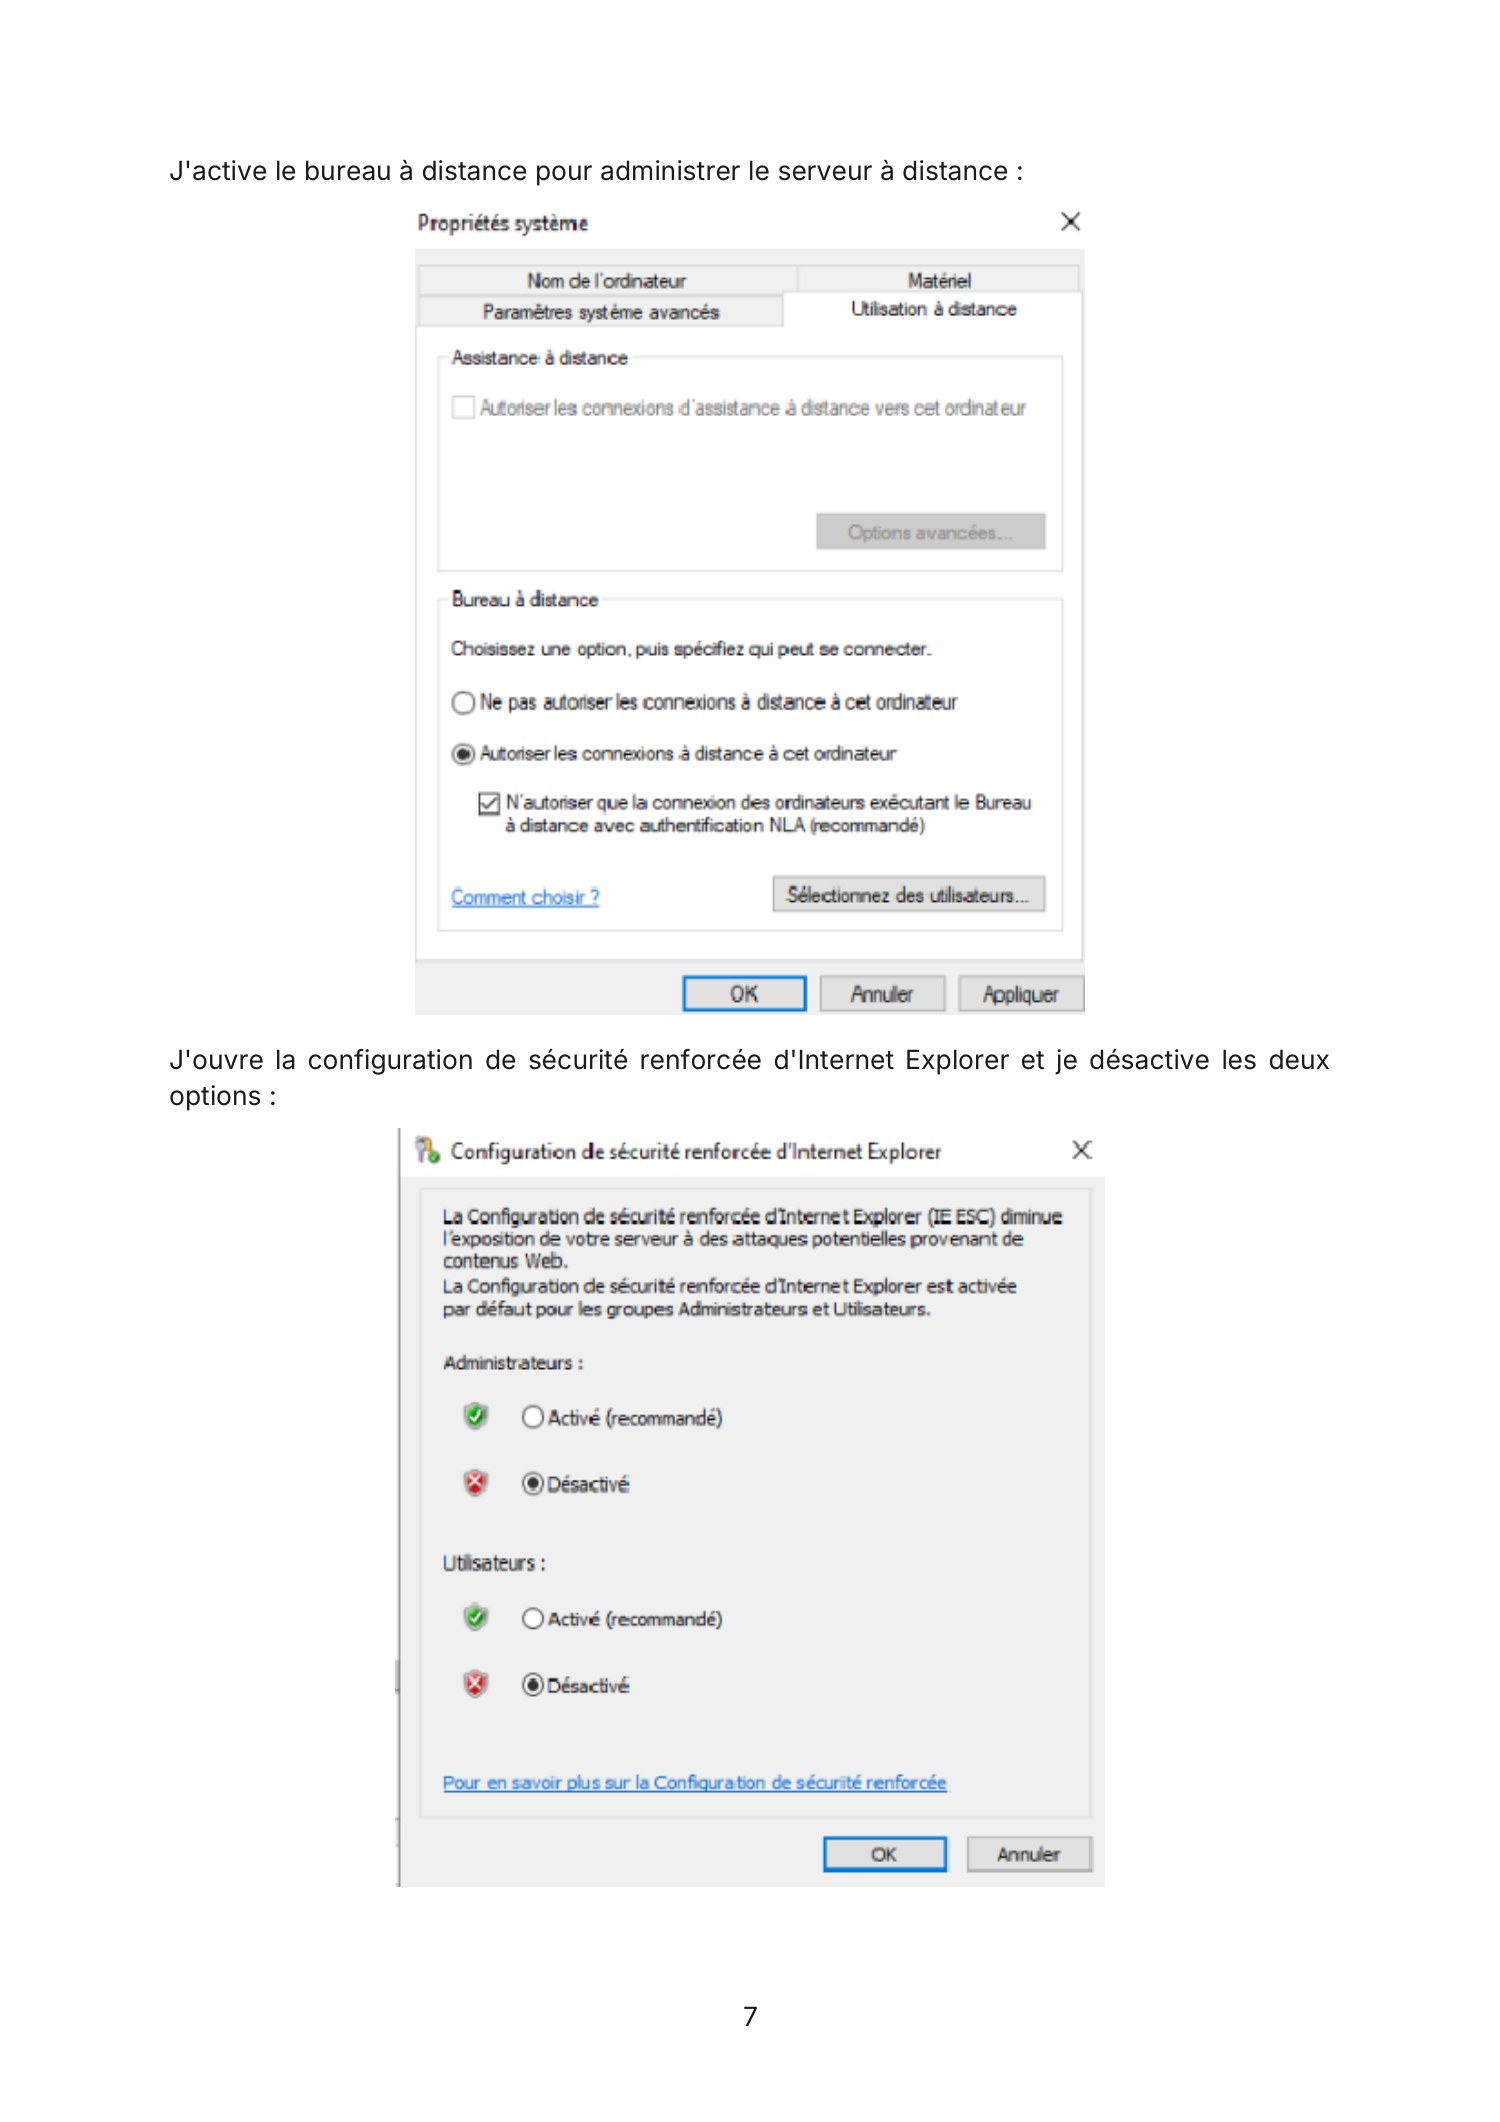 J'active le bureau à distance pour administrer le serveur à distance :
Propriétés système
Nom de l'ordinateur
Matériel
Paramètres système avancés
Utilisation à distance
Assistance à distance
Autoriser les connexions d'assistance à distance vers cet ordinateur
Options avancées...
Bureau à distance
Choisissez une option, puis spécifiez qui peut se connecter.
Ne pas autoriser les connexions à distance à cet ordinateur
Autoriser les connexions à distance à cet ordinateur
N'autoriser que la connexion des ordinateurs exécutant le Bureau
à distance avec authentification NLA (recommandé)
Comment choisir ?
Sélectionnez des utilisateurs...
OK
Annuler
Appliquer
J'ouvre la configuration de sécurité renforcée d'Internet Explorer et je désactive les deux
options :
Configuration de sécurité renforcée d'Internet Explorer
La Configuration de sécurité renforcée d'Internet Explorer (IE ESC) diminue
l'exposition de votre serveur à des attaques potentielles provenant de
contenus Web.
La Configuration de sécurité renforcée d'Internet Explorer est activée
par défaut pour les groupes Administrateurs et Utilisateurs.
Administrateurs :
Activé (recommandé)
Désactivé
Utilisateurs :
Activé (recommandé)
Désactivé
Pour en savoir plus sur la Configuration de sécurité renforcée
OK
Annuler
7